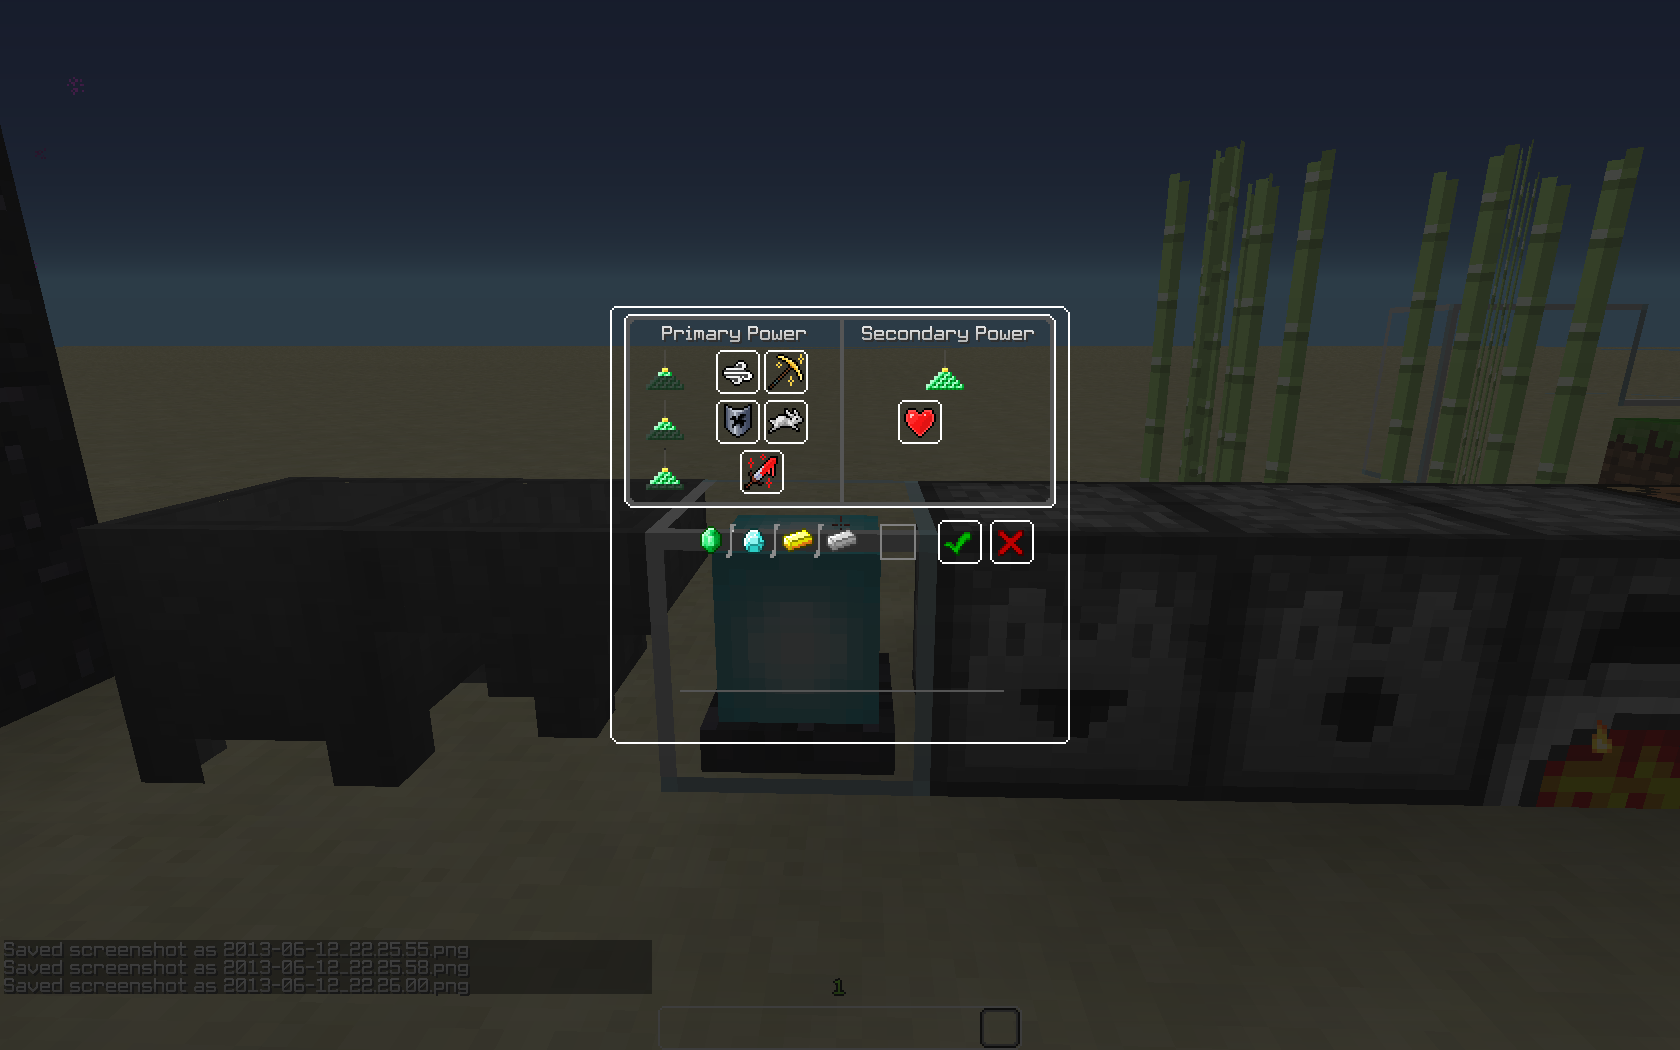 Primary Power
Secondary Power
Saved screenshot as 2013-06-12_22.25.55.png
Saved screenshot as 2013-06-12_22.25.58.png
Saved screenshot as 2013-06-12_22.26.00.png
1